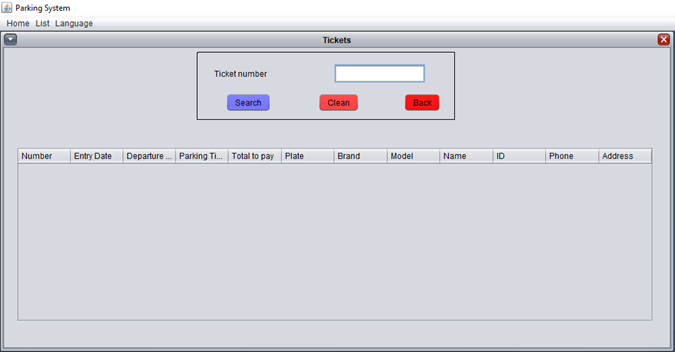 Parking System
Home List Language
Tickets
Ticket number
Search Clean Back
Number Entry Date Departure ... Parking Ti... Total to pay Plate Brand Model Name ID Phone Address